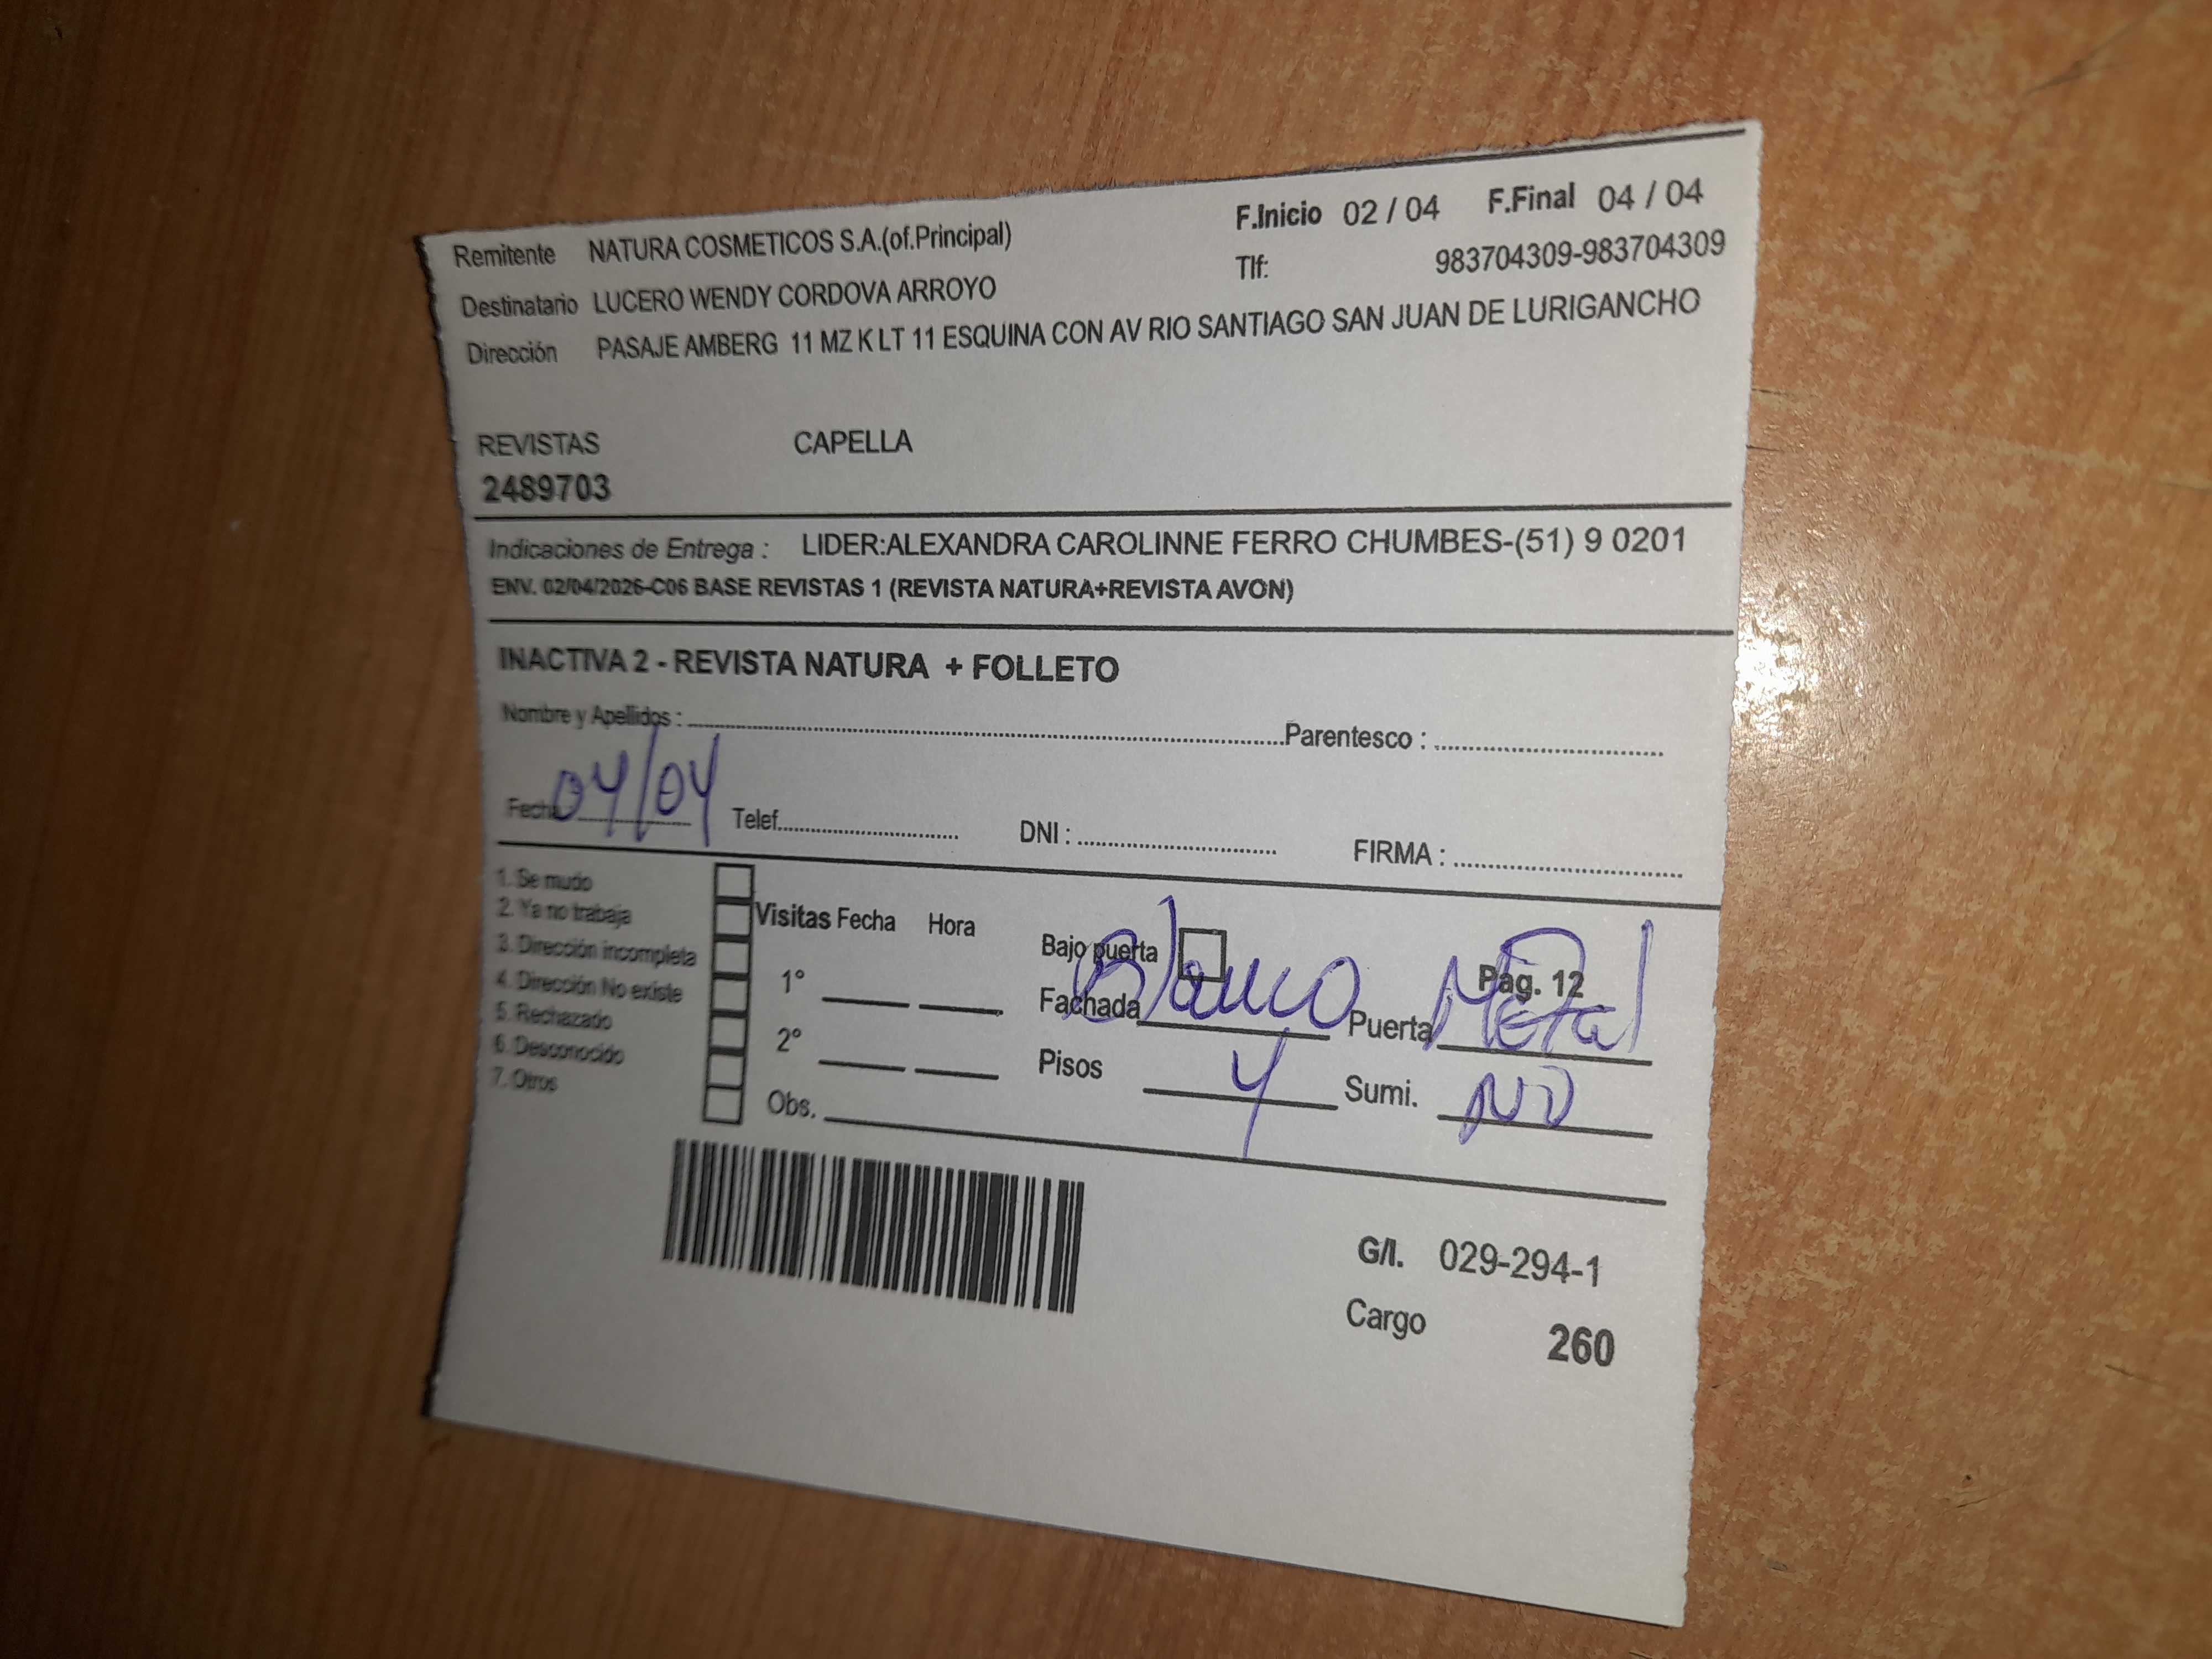 F.Inicio 02 / 04 F.Final 04 / 04
Remitente NATURA COSMETICOS S.A.(of.Principal)
Tlf: 983704309-983704309
Destinatario LUCERO WENDY CORDOVA ARROYO
Dirección PASAJE AMBERG 11 MZ K LT 11 ESQUINA CON AV RIO SANTIAGO SAN JUAN DE LURIGANCHO
REVISTAS CAPELLA
2489703
Indicaciones de Entrega : LIDER:ALEXANDRA CAROLINNE FERRO CHUMBES-(51) 9 0201
ENV. 02/04/2026-C06 BASE REVISTAS 1 (REVISTA NATURA+REVISTA AVON)
INACTIVA 2 - REVISTA NATURA + FOLLETO
Nombre y Apellidos : Parentesco :
Fecha 04/04 Telef. DNI : FIRMA :
1. Se mudo
2. Ya no trabaja
3. Dirección incompleta
4. Dirección No existe
5. Rechazado
6. Desconocido
7. Otros
Visitas Fecha Hora
1°
2°
Obs.
Bajo puerta Pag. 12
Fachada Blanco Puerta Metal
Pisos 4 Sumi. NO
G/I. 029-294-1
Cargo 260